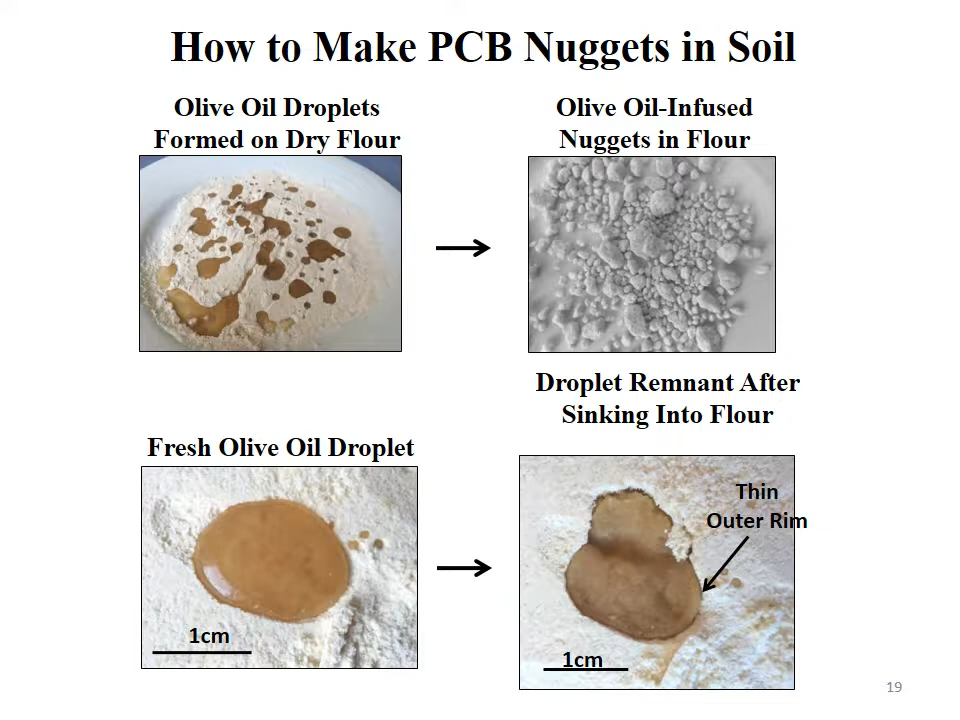 How to Make PCB Nuggets in Soil
Olive Oil Droplets
Formed on Dry Flour
Olive Oil-Infused
Nuggets in Flour
Droplet Remnant After
Sinking Into Flour
Fresh Olive Oil Droplet
Thin
Outer Rim
1cm
1cm
19